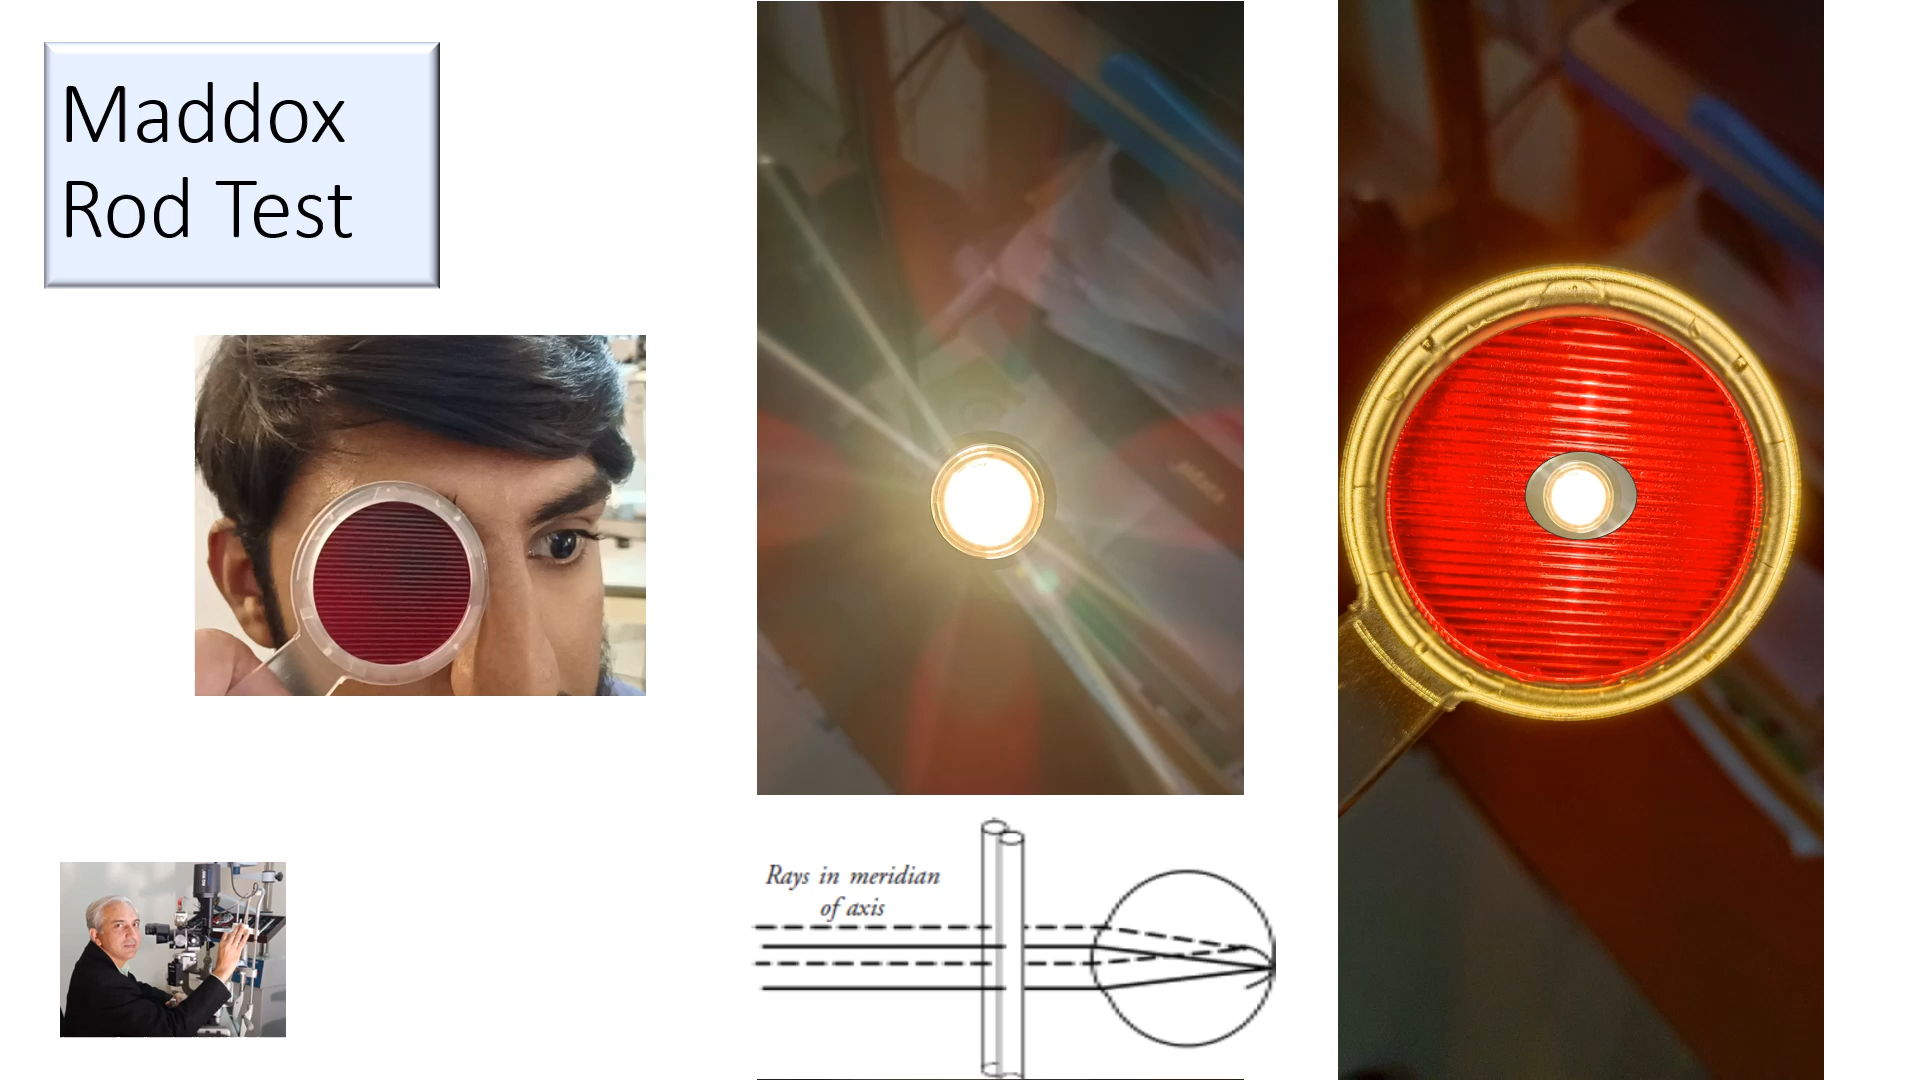 Maddox
Rod Test
Rays in meridian
of axis